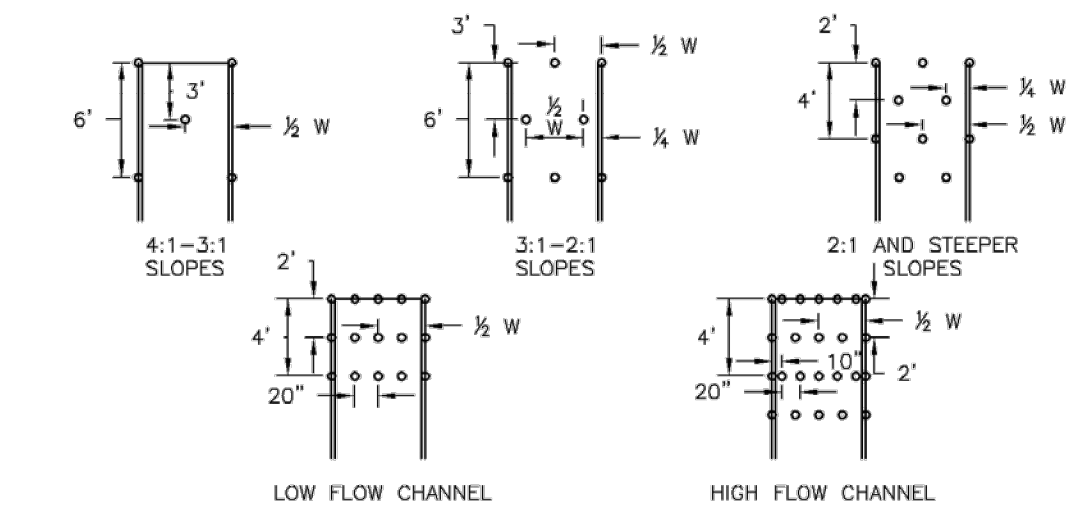 3'
6'
½ W
4:1–3:1
SLOPES
3'
½ W
6'
½
W
¼ W
3:1–2:1
SLOPES
2'
4'
¼ W
½ W
2:1 AND STEEPER
SLOPES
2'
4'
½ W
20"
LOW FLOW CHANNEL
4'
½ W
10"
2'
20"
HIGH FLOW CHANNEL